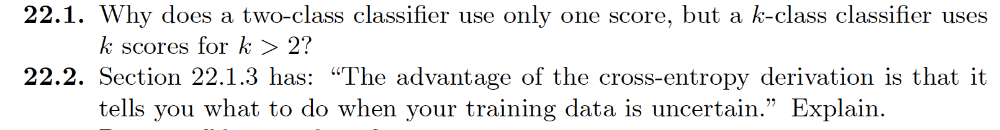 22.1. Why does a two-class classifier use only one score, but a k-class classifier uses
k scores for k > 2?
22.2. Section 22.1.3 has: “The advantage of the cross-entropy derivation is that it
tells you what to do when your training data is uncertain.” Explain.